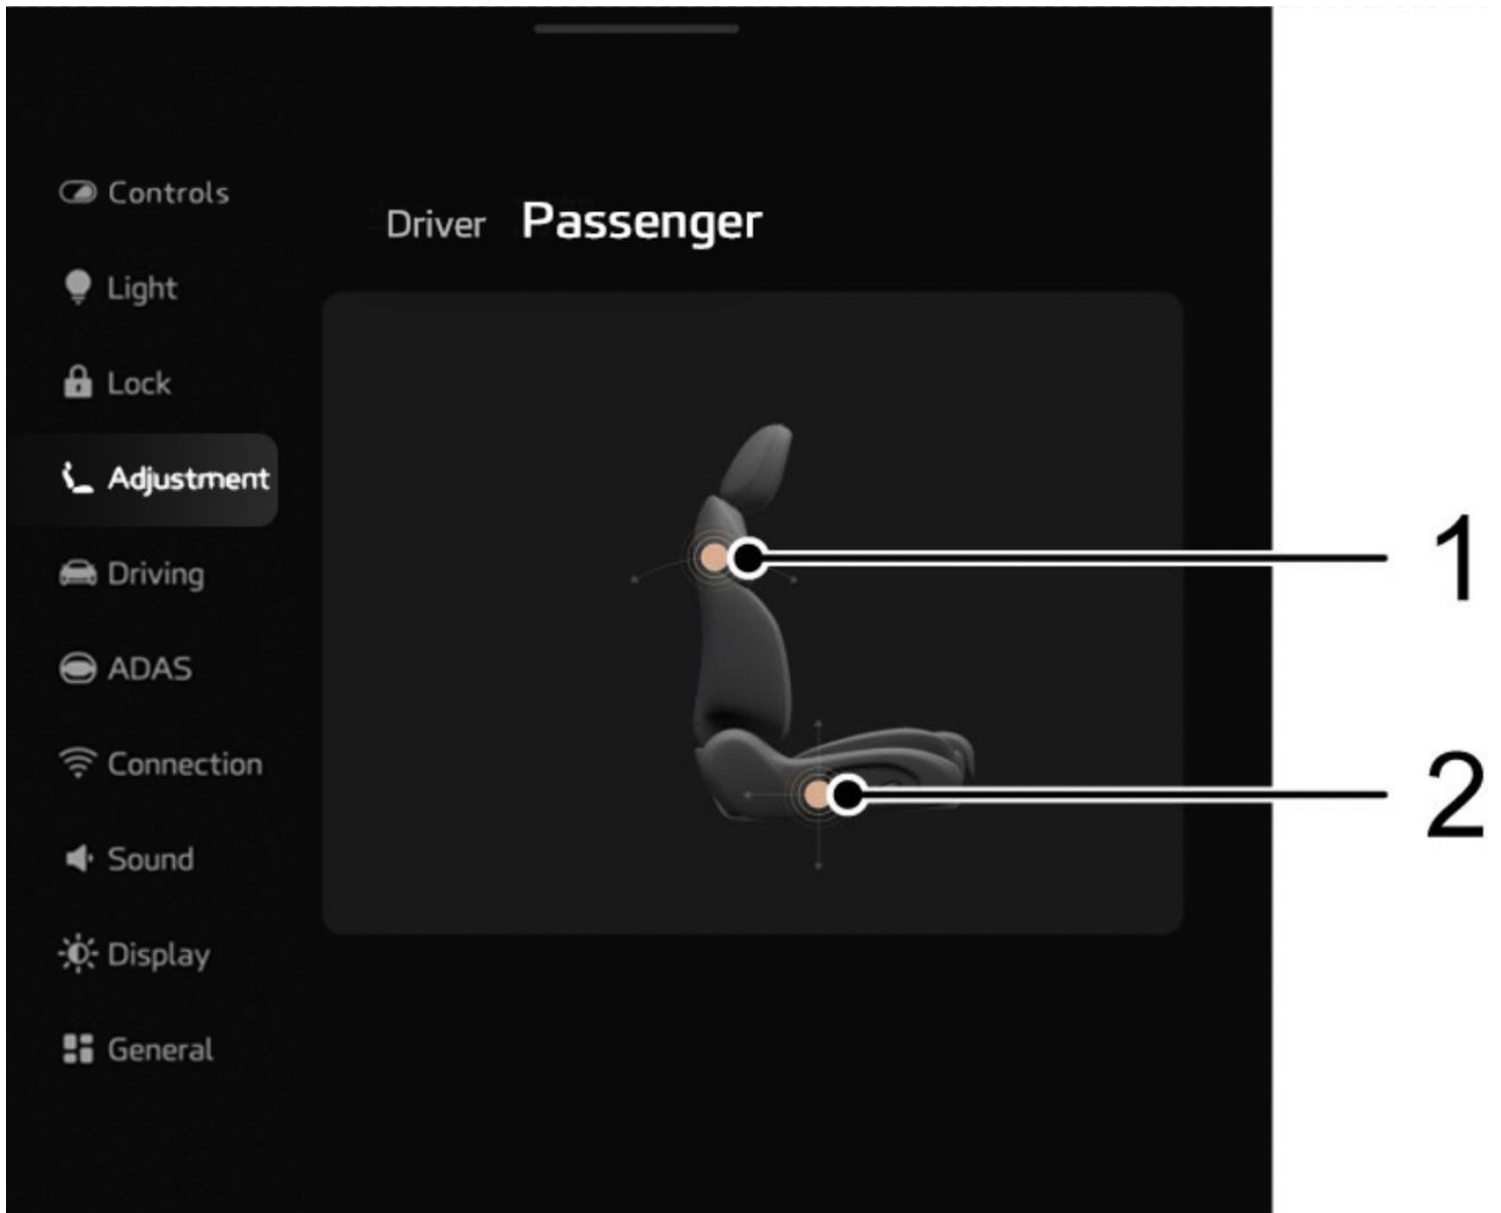 Controls
Driver Passenger
Light
Lock
Adjustment
1
Driving
ADAS
Connection
2
Sound
Display
General